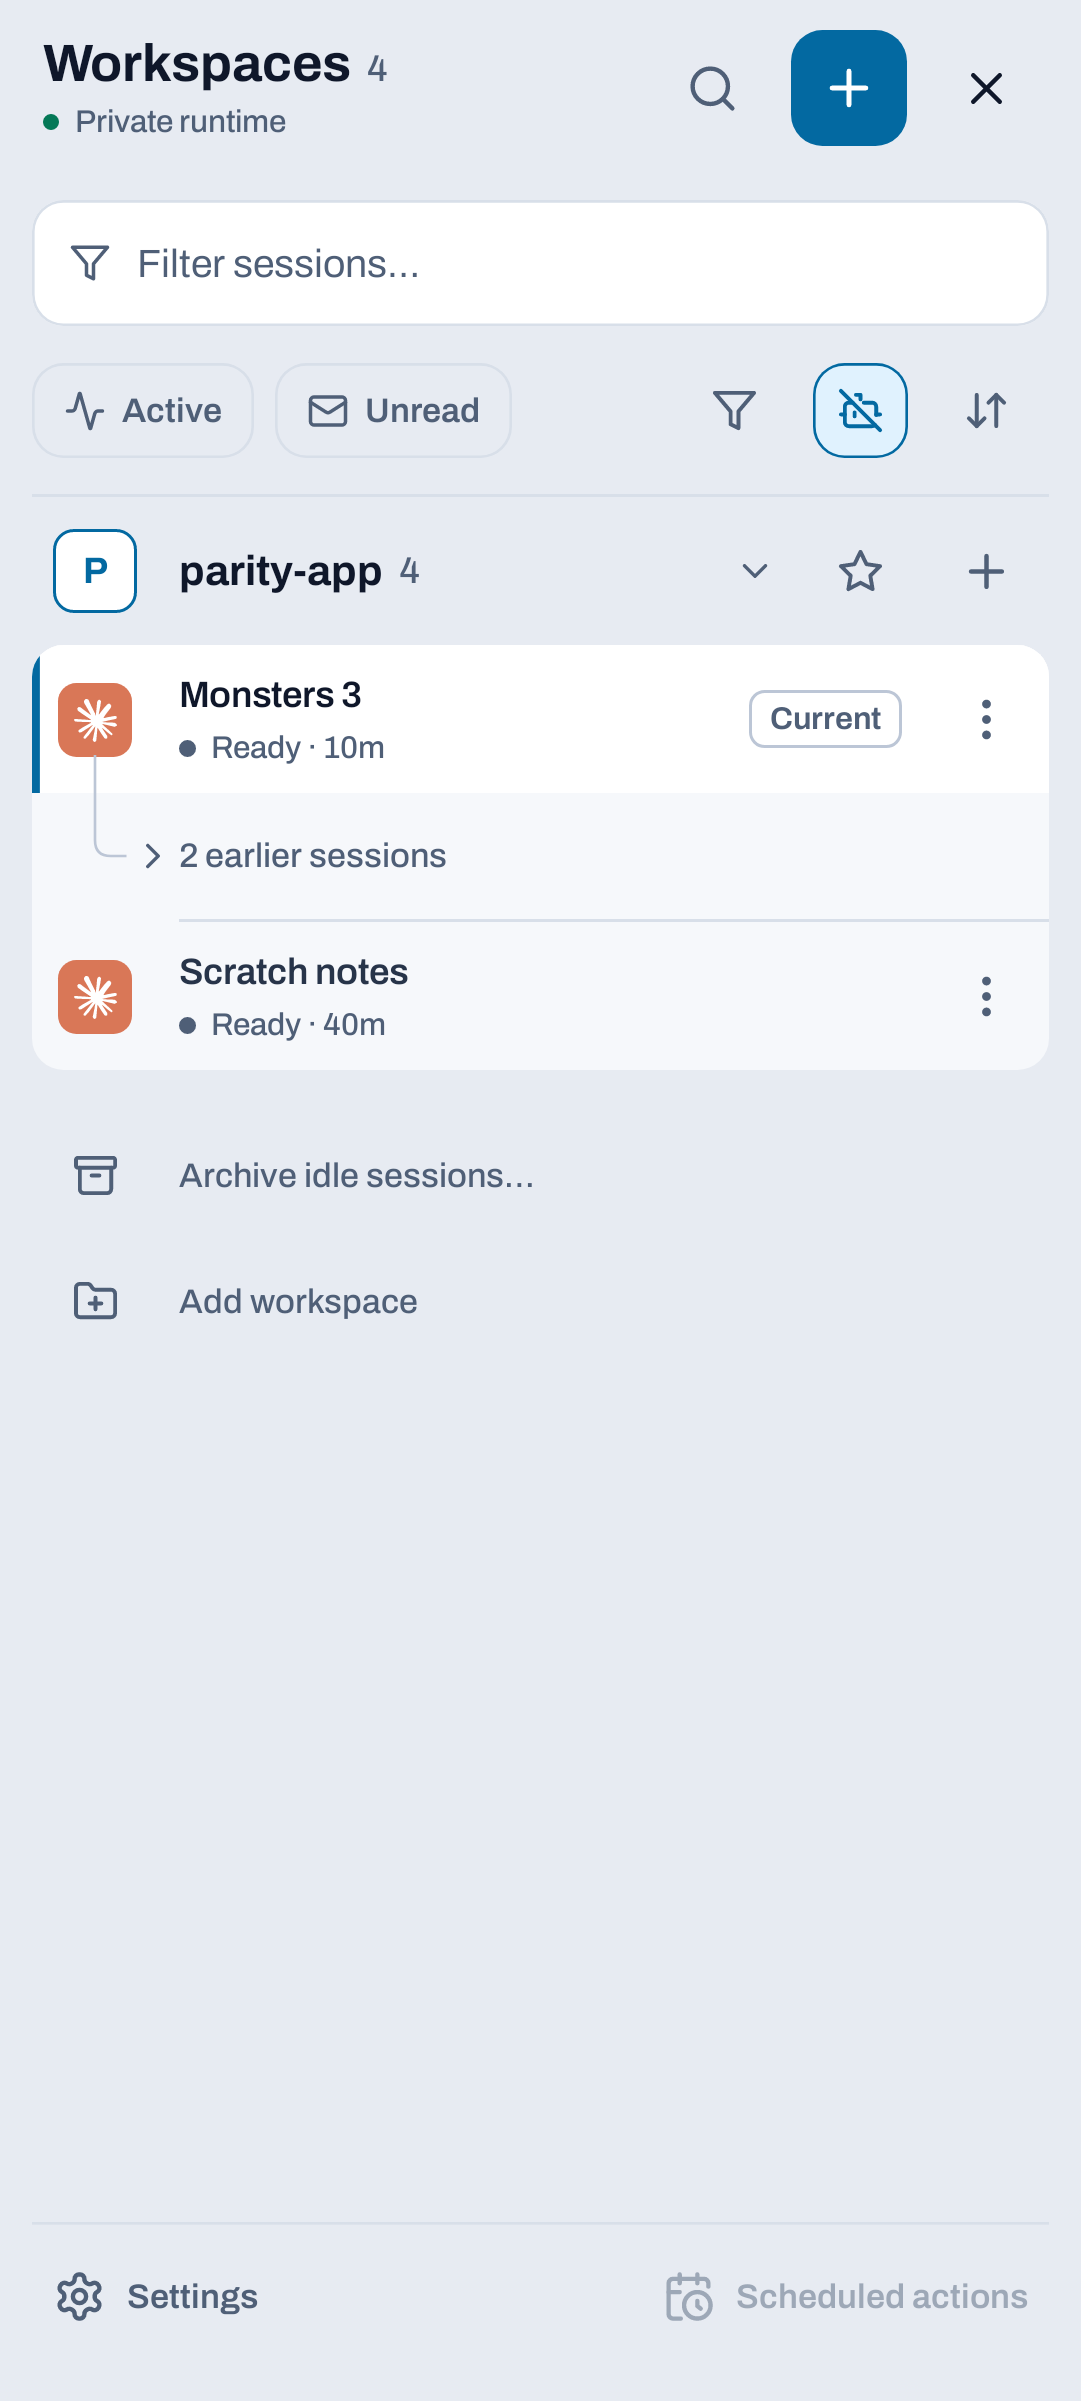 Workspaces 4
Private runtime
Filter sessions...
Active
Unread
P
parity-app 4
Monsters 3
Current
Ready · 10m
2 earlier sessions
Scratch notes
Ready · 40m
Archive idle sessions...
Add workspace
Settings
Scheduled actions